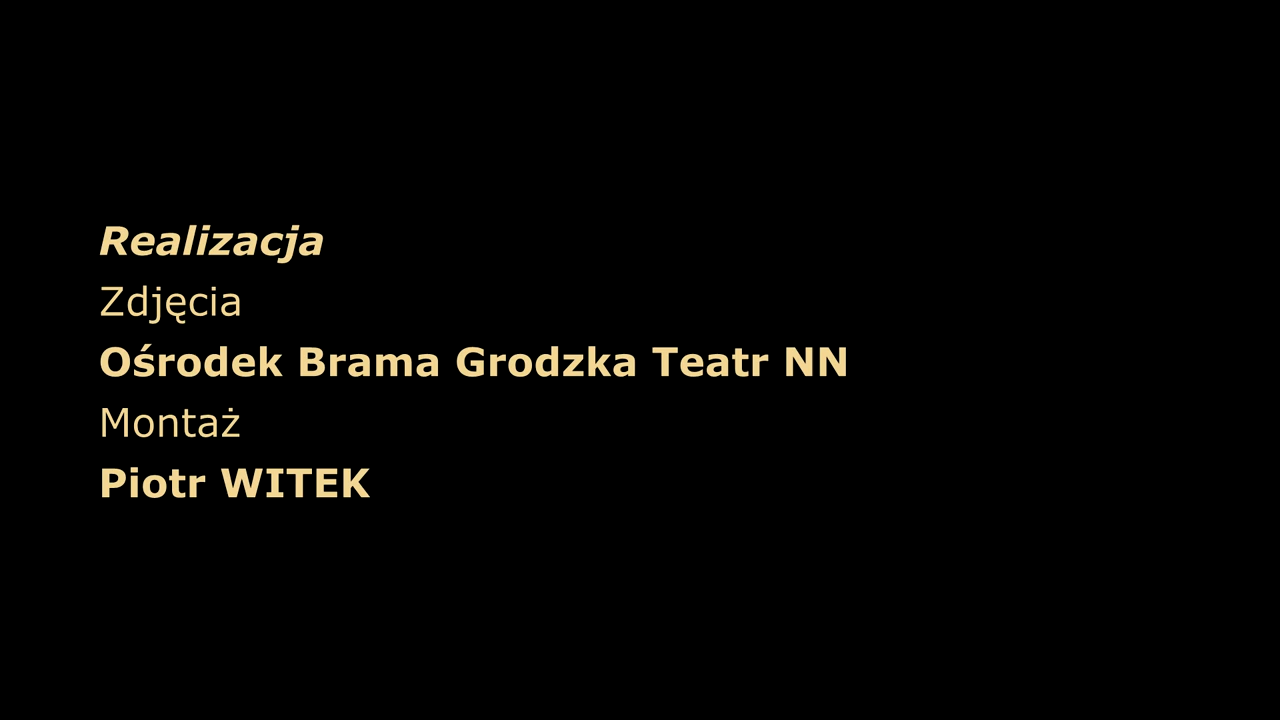 Realizacja
Zdjęcia
Ośrodek Brama Grodzka Teatr NN
Montaż
Piotr WITEK